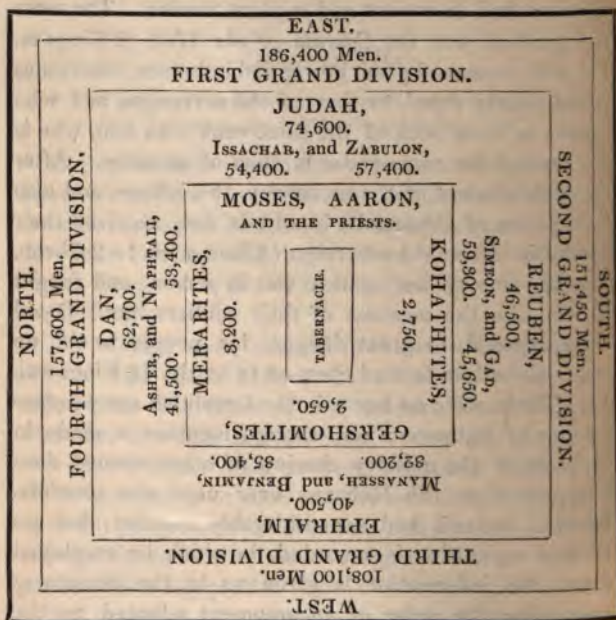 EAST.
186,400 Men.
FIRST GRAND DIVISION.
JUDAH,
74,600.
ISSACHAR, and ZABULON,
54,400. 57,400.
MOSES, AARON,
AND THE PRIESTS.
TABERNACLE.
SOUTH.
151,450 Men.
SECOND GRAND DIVISION.
REUBEN,
46,500.
SIMEON, and GAD,
59,300. 45,650.
KOHATHITES,
2,750.
WEST.
108,100 Men.
THIRD GRAND DIVISION.
EPHRAIM,
40,500.
MANASSEH, and BENJAMIN,
32,200. 35,400.
GERSHOMITES,
2,650.
NORTH.
157,600 Men.
FOURTH GRAND DIVISION.
DAN,
62,700.
ASHER, and NAPHTALI,
41,500. 53,400.
MERARITES,
3,200.